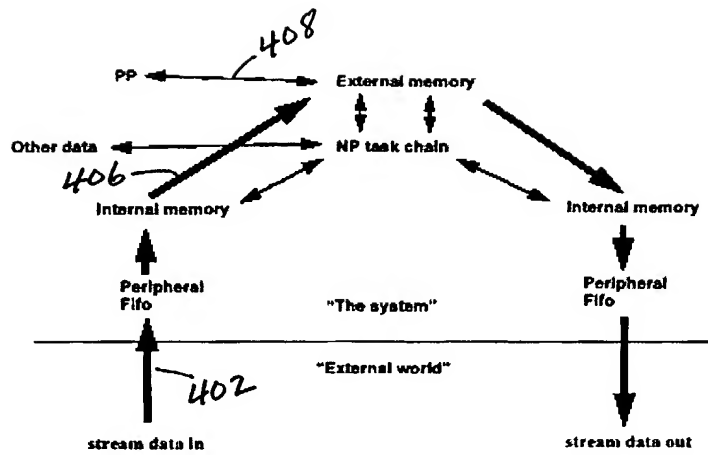 408
PP
External memory
Other data
NP task chain
406
Internal memory
Internal memory
Peripheral
Fifo
Peripheral
Fifo
"The system"
"External world"
402
stream data in
stream data out